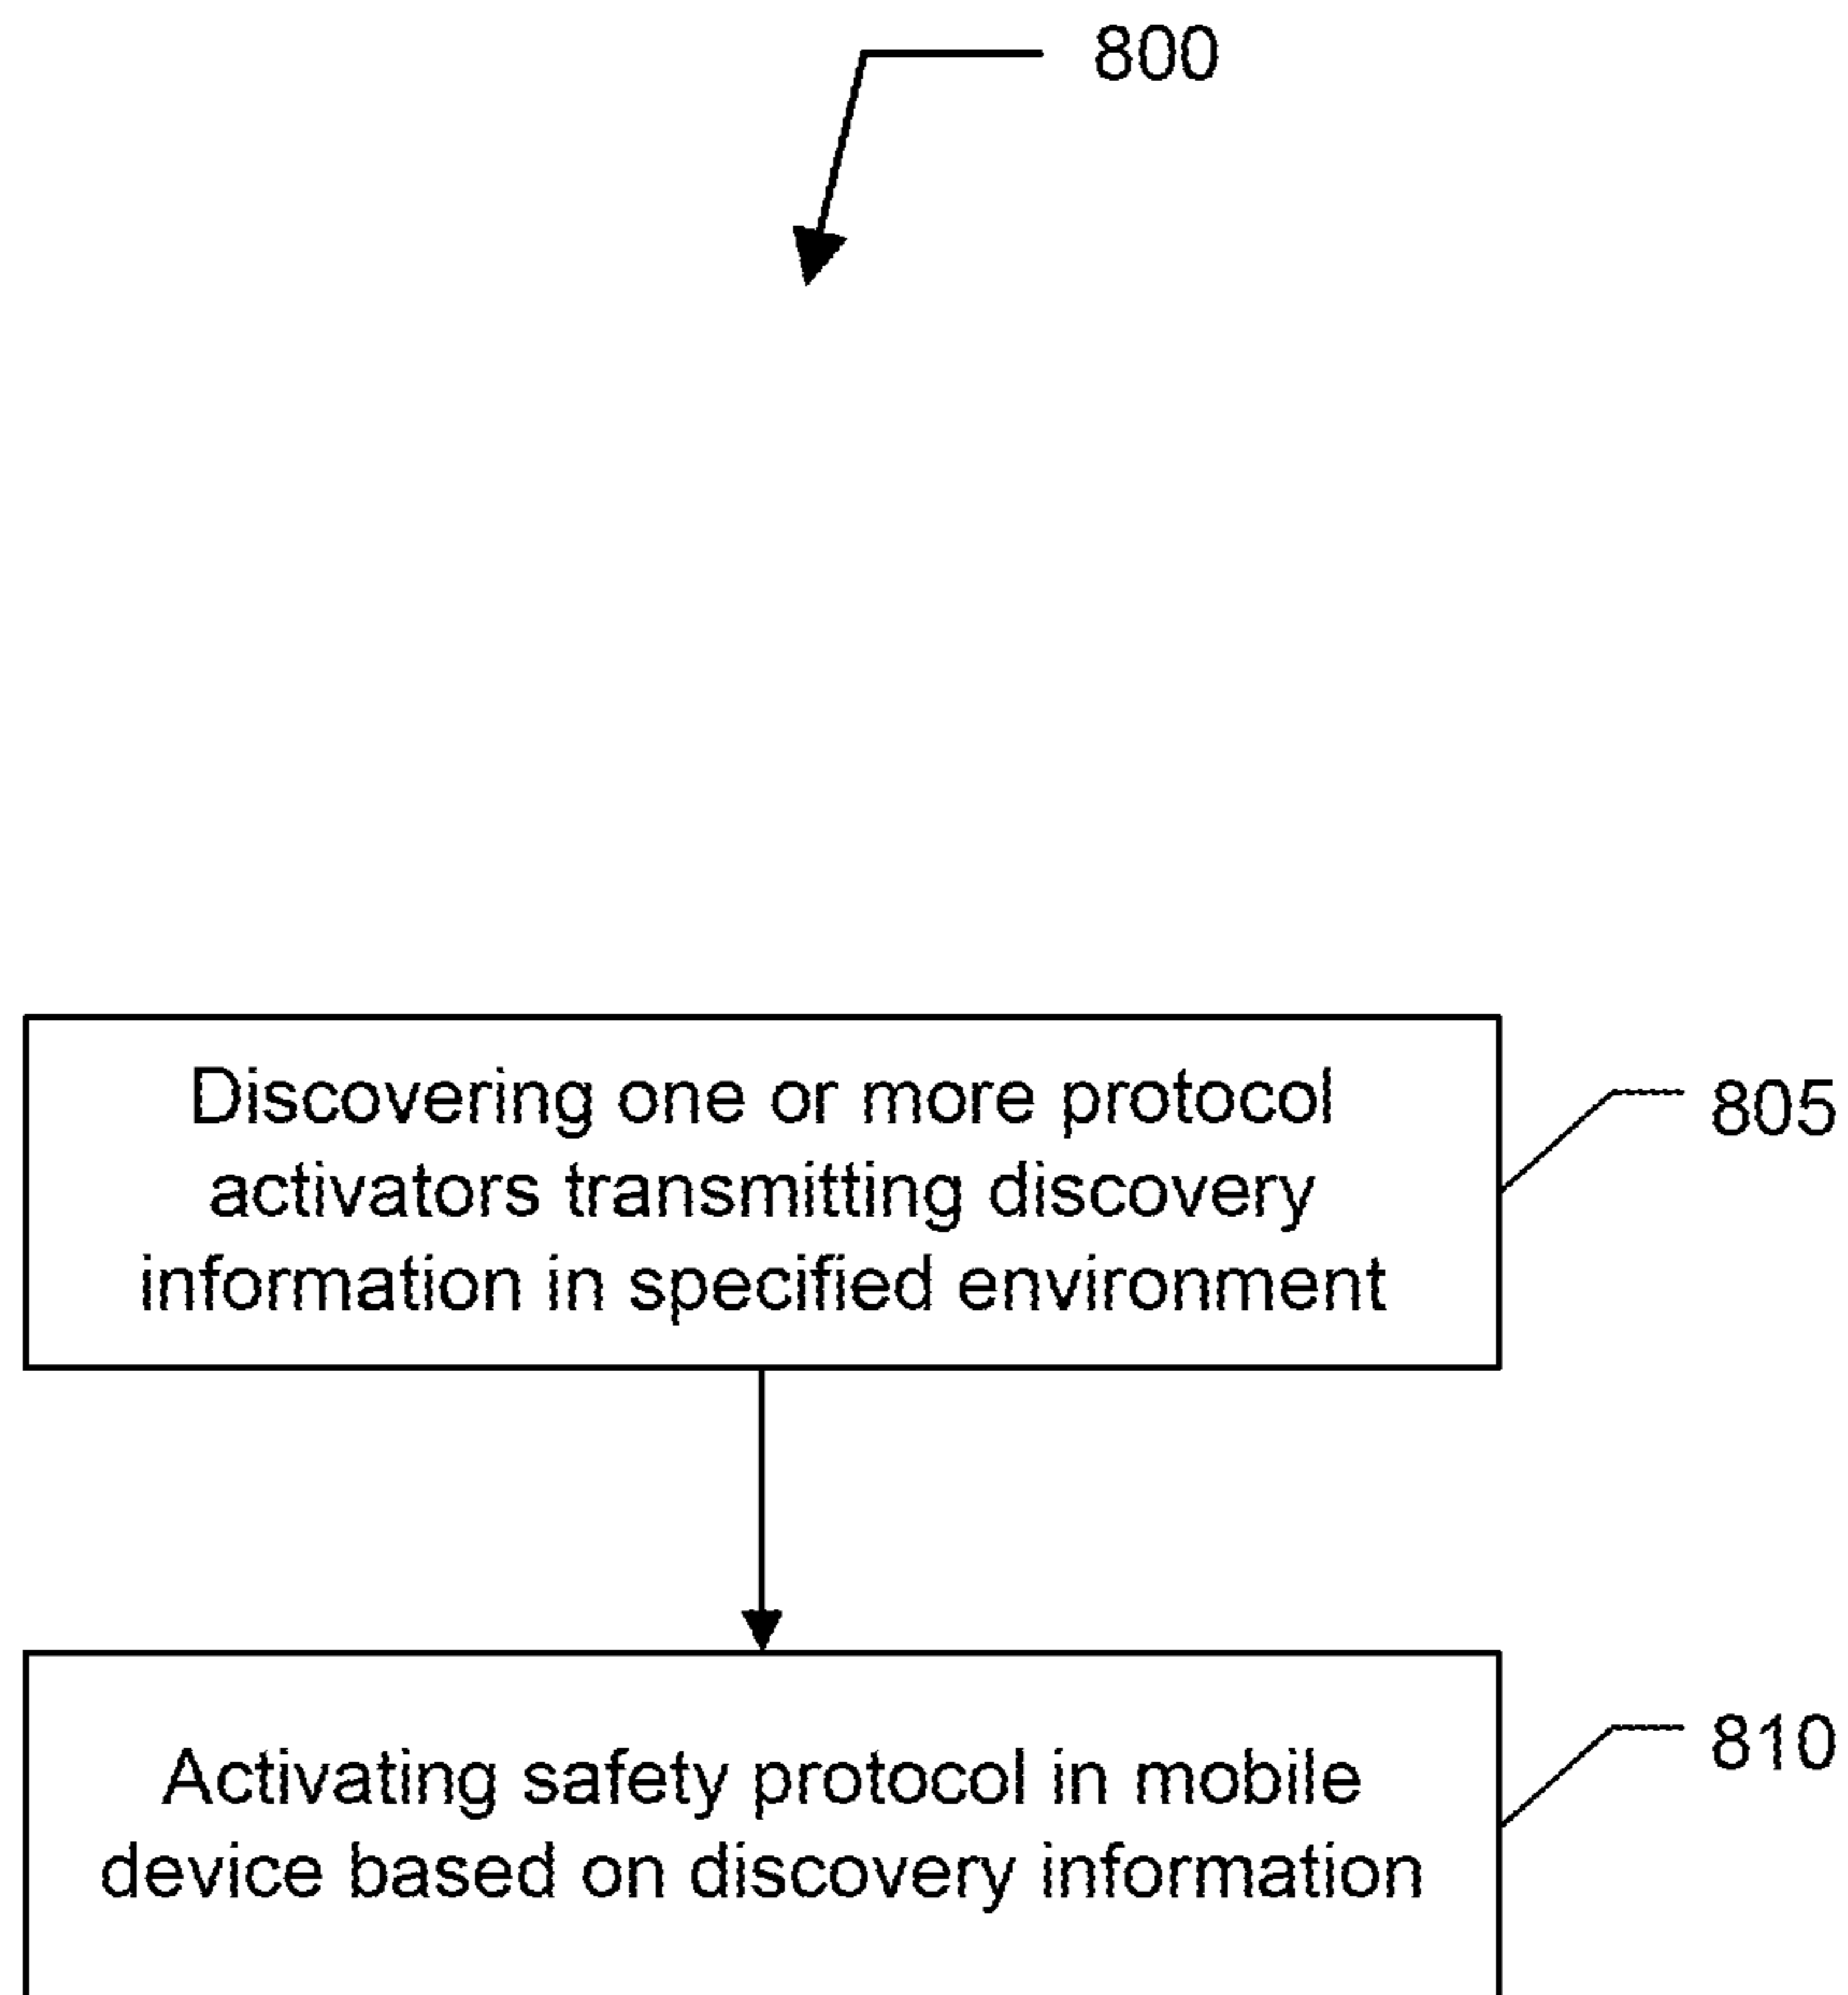 800
Discovering one or more protocol
activators transmitting discovery
information in specified environment
805
Activating safety protocol in mobile
device based on discovery information
810